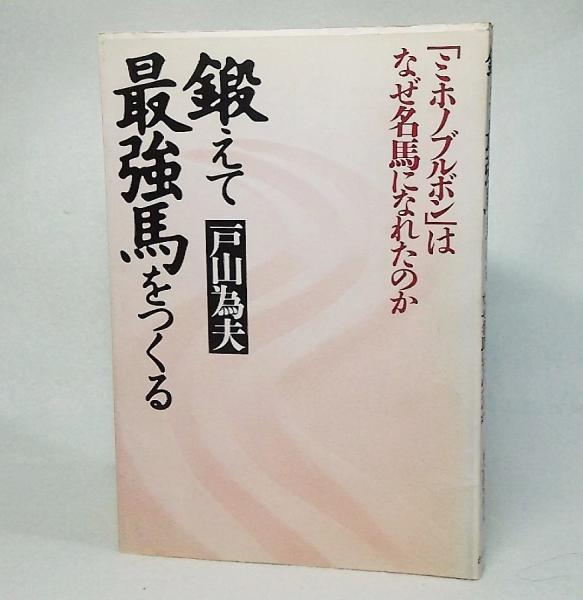 「ミホノブルボン」は
なぜ名馬になれたのか
鍛えて
最強馬をつくる
戸山為夫